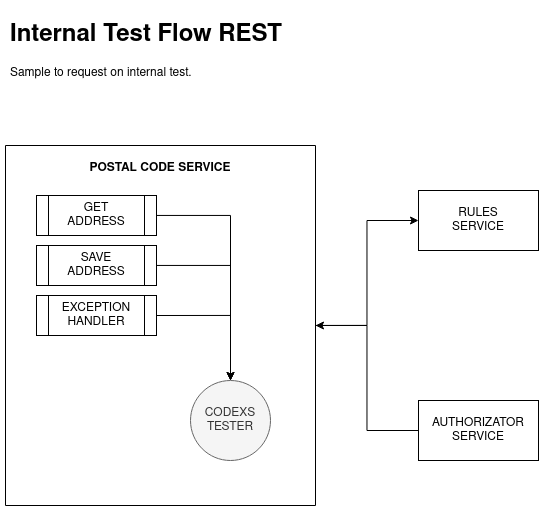 Internal Test Flow REST
Sample to request on internal test.
POSTAL CODE SERVICE
GET
ADDRESS
SAVE
ADDRESS
EXCEPTION
HANDLER
CODEXS
TESTER
RULES
SERVICE
AUTHORIZATOR
SERVICE